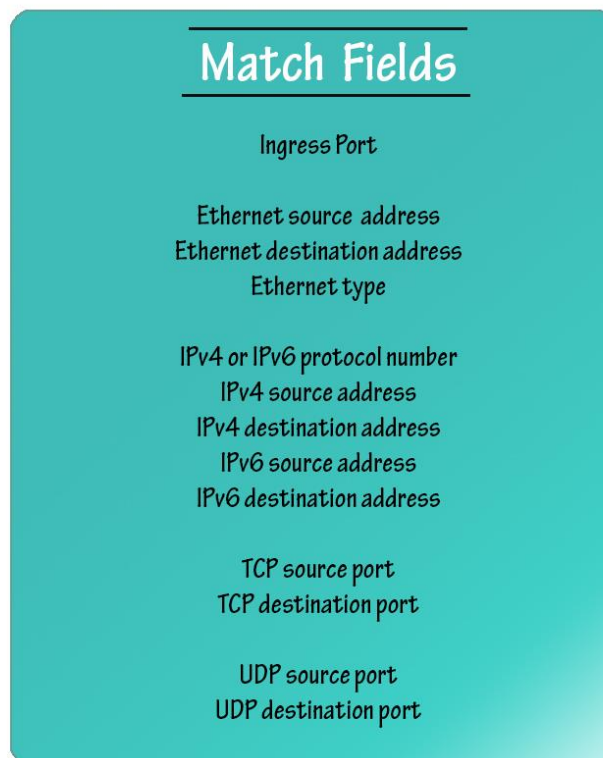 Match Fields
Ingress Port
Ethernet source address
Ethernet destination address
Ethernet type
IPv4 or IPv6 protocol number
IPv4 source address
IPv4 destination address
IPv6 source address
IPv6 destination address
TCP source port
TCP destination port
UDP source port
UDP destination port